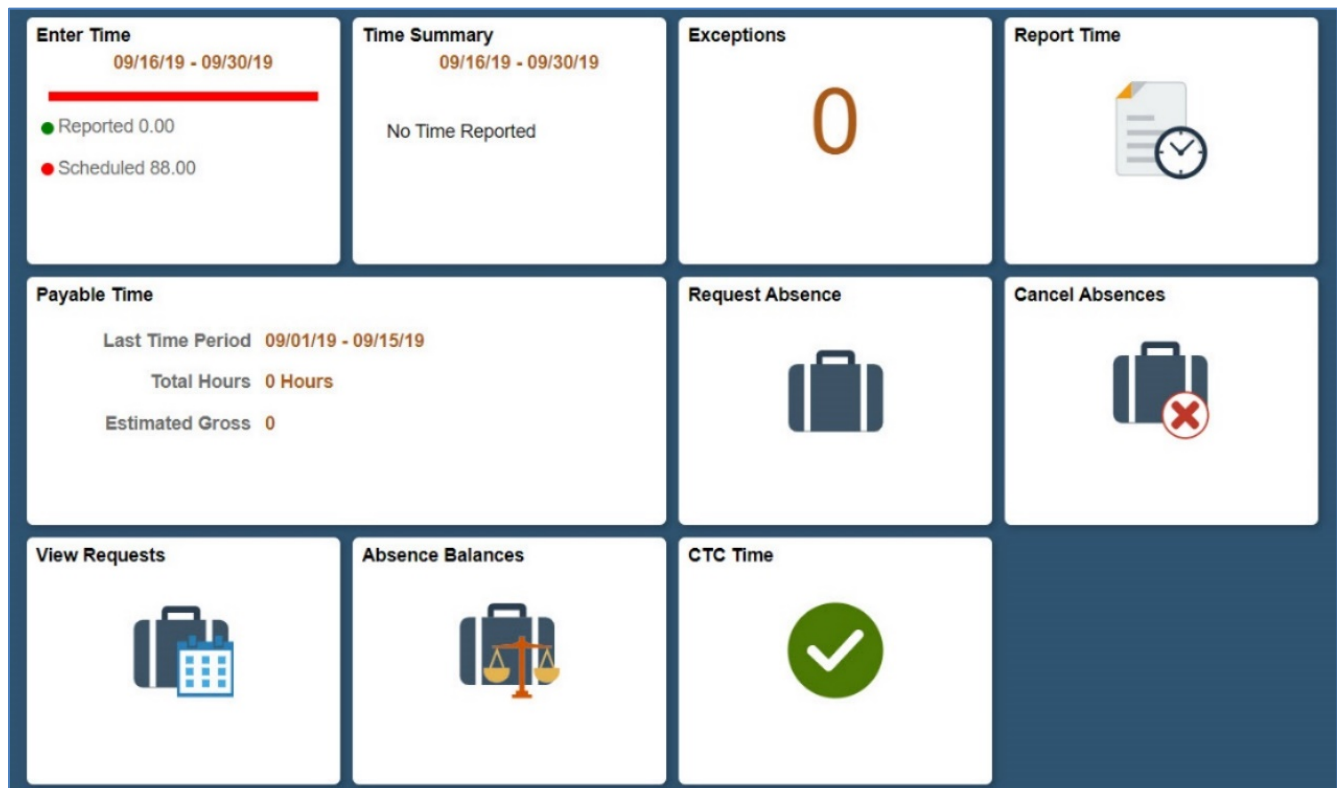 Enter Time
09/16/19 - 09/30/19
Reported 0.00
Scheduled 88.00
Time Summary
09/16/19 - 09/30/19
No Time Reported
Exceptions
0
Report Time
Payable Time
Last Time Period 09/01/19 - 09/15/19
Total Hours 0 Hours
Estimated Gross 0
Request Absence
Cancel Absences
View Requests
Absence Balances
CTC Time